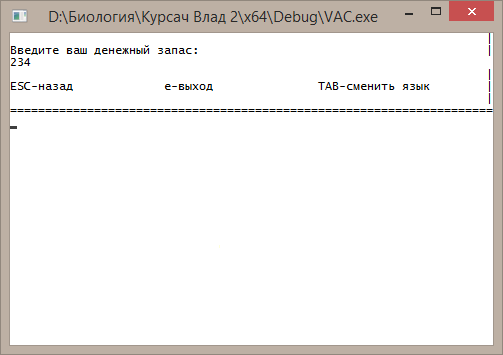 D:\Биология\Курсач Влад 2\x64\Debug\VAC.exe
|
Введите ваш денежный запас: |
234
|
ESC-назад е-выход TAB-сменить язык |
|
=====================================================================